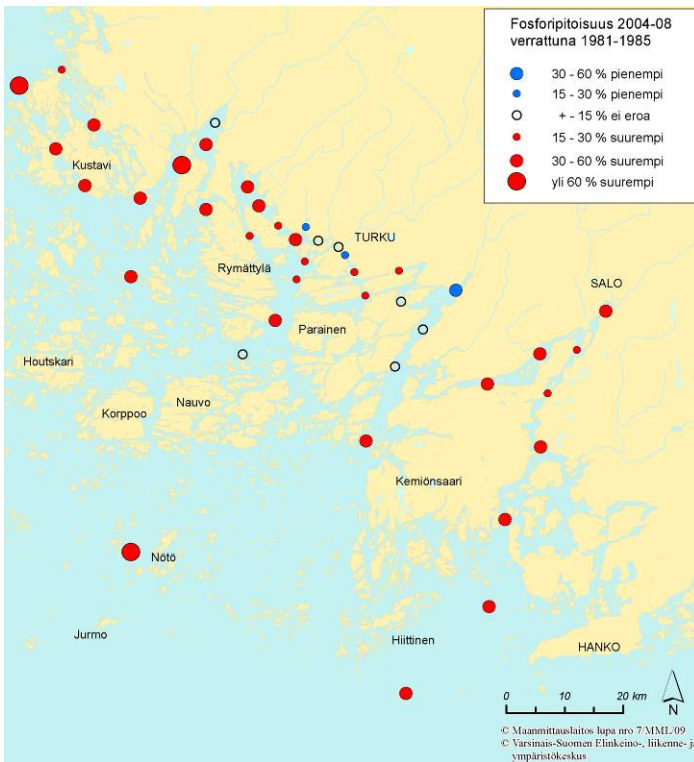 Fosforipitoisuus 2004-08
verrattuna 1981-1985
30 - 60 % pienempi
15 - 30 % pienempi
+ - 15 % ei eroa
15 - 30 % suurempi
30 - 60 % suurempi
yli 60 % suurempi
Kustavi
TURKU
Rymättylä
SALO
Parainen
Houtskari
Nauvo
Korppoo
Kemiönsaari
Nötö
Jurmo
Hiittinen
HANKO
0 10 20 km
N
© Maanmittauslaitos lupa nro 7/MML/09
© Varsinais-Suomen Elinkeino-, liikenne- ja
ympäristökeskus